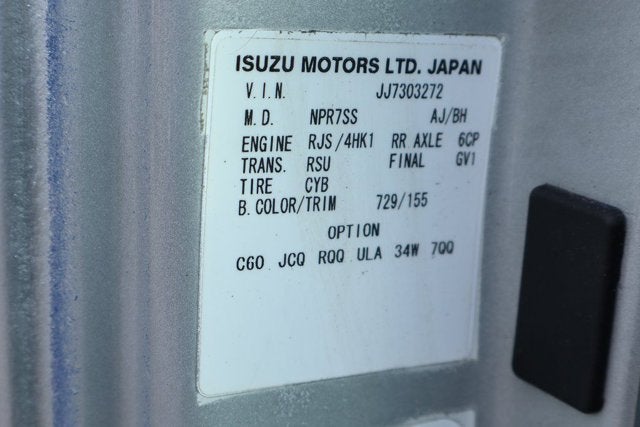 ISUZU MOTORS LTD. JAPAN
V.I.N. JJ7303272
M.D. NPR7SS AJ/BH
ENGINE RJS/4HK1 RR AXLE 6CP
TRANS. RSU FINAL GV1
TIRE CYB
B. COLOR/TRIM 729/155
OPTION
CGO JCQ RQQ ULA 34W 7QQ